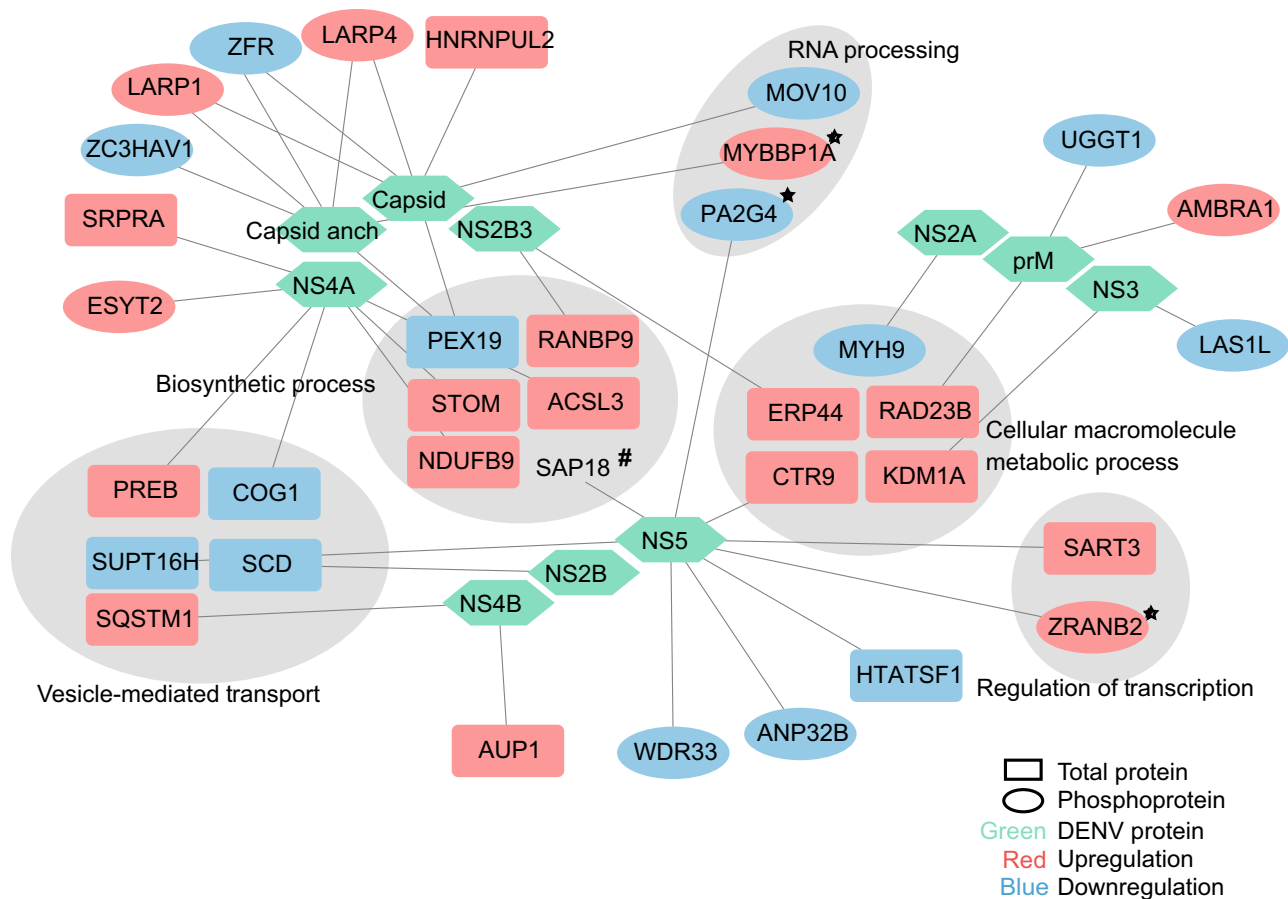 ZFR
LARP4
HNRNPUL2
RNA processing
LARP1
MOV10
ZC3HAV1
MYBBP1A
UGGT1
SRPRA
Capsid
PA2G4
AMBRA1
Capsid anch
NS2B3
NS2A
prM
NS4A
NS3
ESYT2
PEX19
RANBP9
MYH9
LAS1L
Biosynthetic process
STOM
ACSL3
ERP44
RAD23B
Cellular macromolecule
metabolic process
NDUFB9
SAP18 #
CTR9
KDM1A
PREB
COG1
SUPT16H
SCD
NS5
SART3
NS2B
SQSTM1
NS4B
ZRANB2
Vesicle-mediated transport
HTATSF1
Regulation of transcription
AUP1
WDR33
ANP32B
Total protein
Phosphoprotein
Green DENV protein
Red Upregulation
Blue Downregulation